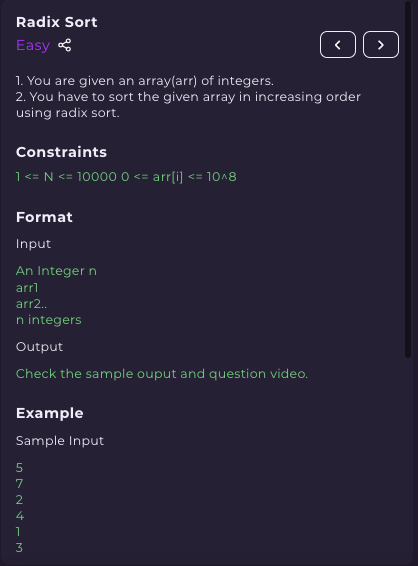 Radix Sort
Easy
1. You are given an array(arr) of integers.
2. You have to sort the given array in increasing order
using radix sort.
Constraints
1 <= N <= 10000 0 <= arr[i] <= 10^8
Format
Input
An Integer n
arr1
arr2..
n integers
Output
Check the sample ouput and question video.
Example
Sample Input
5
7
2
4
1
3